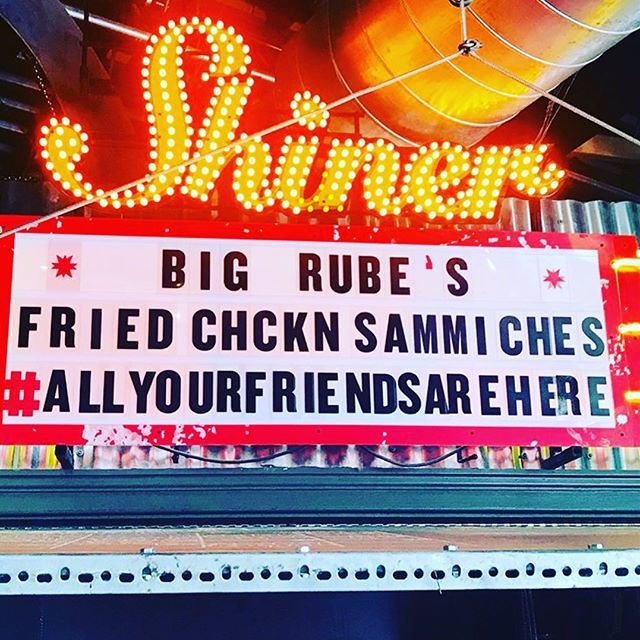 Shiner
BIG RUBE'S
FRIED CHCKN SAMMICHES
#ALLYOURFRIENDSAREHERE